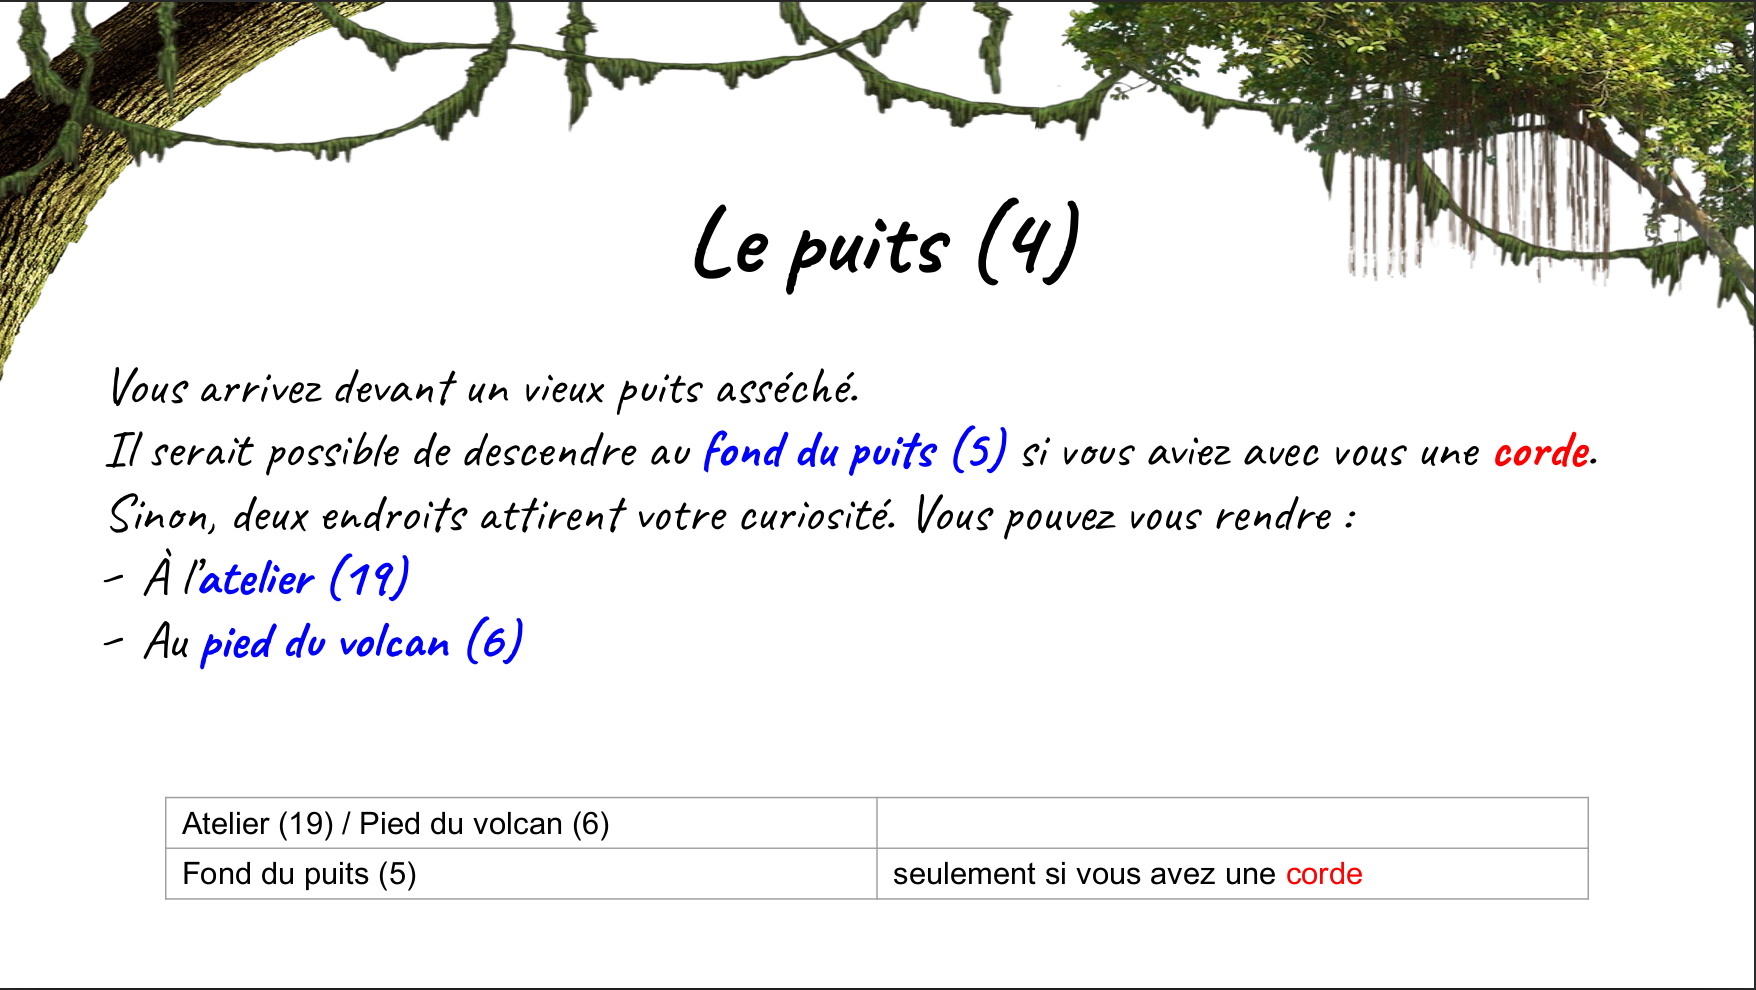 Le puits (4)
Vous arrivez devant un vieux puits asséché.
Il serait possible de descendre au fond du puits (5) si vous aviez avec vous une corde.
Sinon, deux endroits attirent votre curiosité. Vous pouvez vous rendre :
- À l'atelier (19)
- Au pied du volcan (6)
Atelier (19) / Pied du volcan (6)
Fond du puits (5) seulement si vous avez une corde